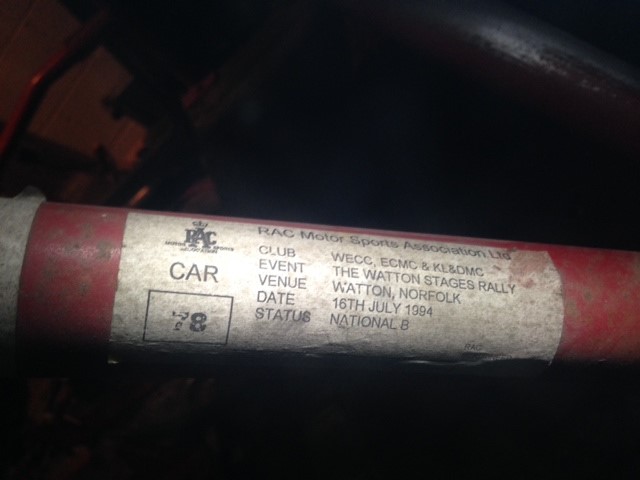 RAC Motor Sports Association Ltd
RAC
CAR
78
CLUB WECC, ECMC & KL&DMC
EVENT THE WATTON STAGES RALLY
VENUE WATTON, NORFOLK
DATE 16TH JULY 1994
STATUS NATIONAL B
RAC